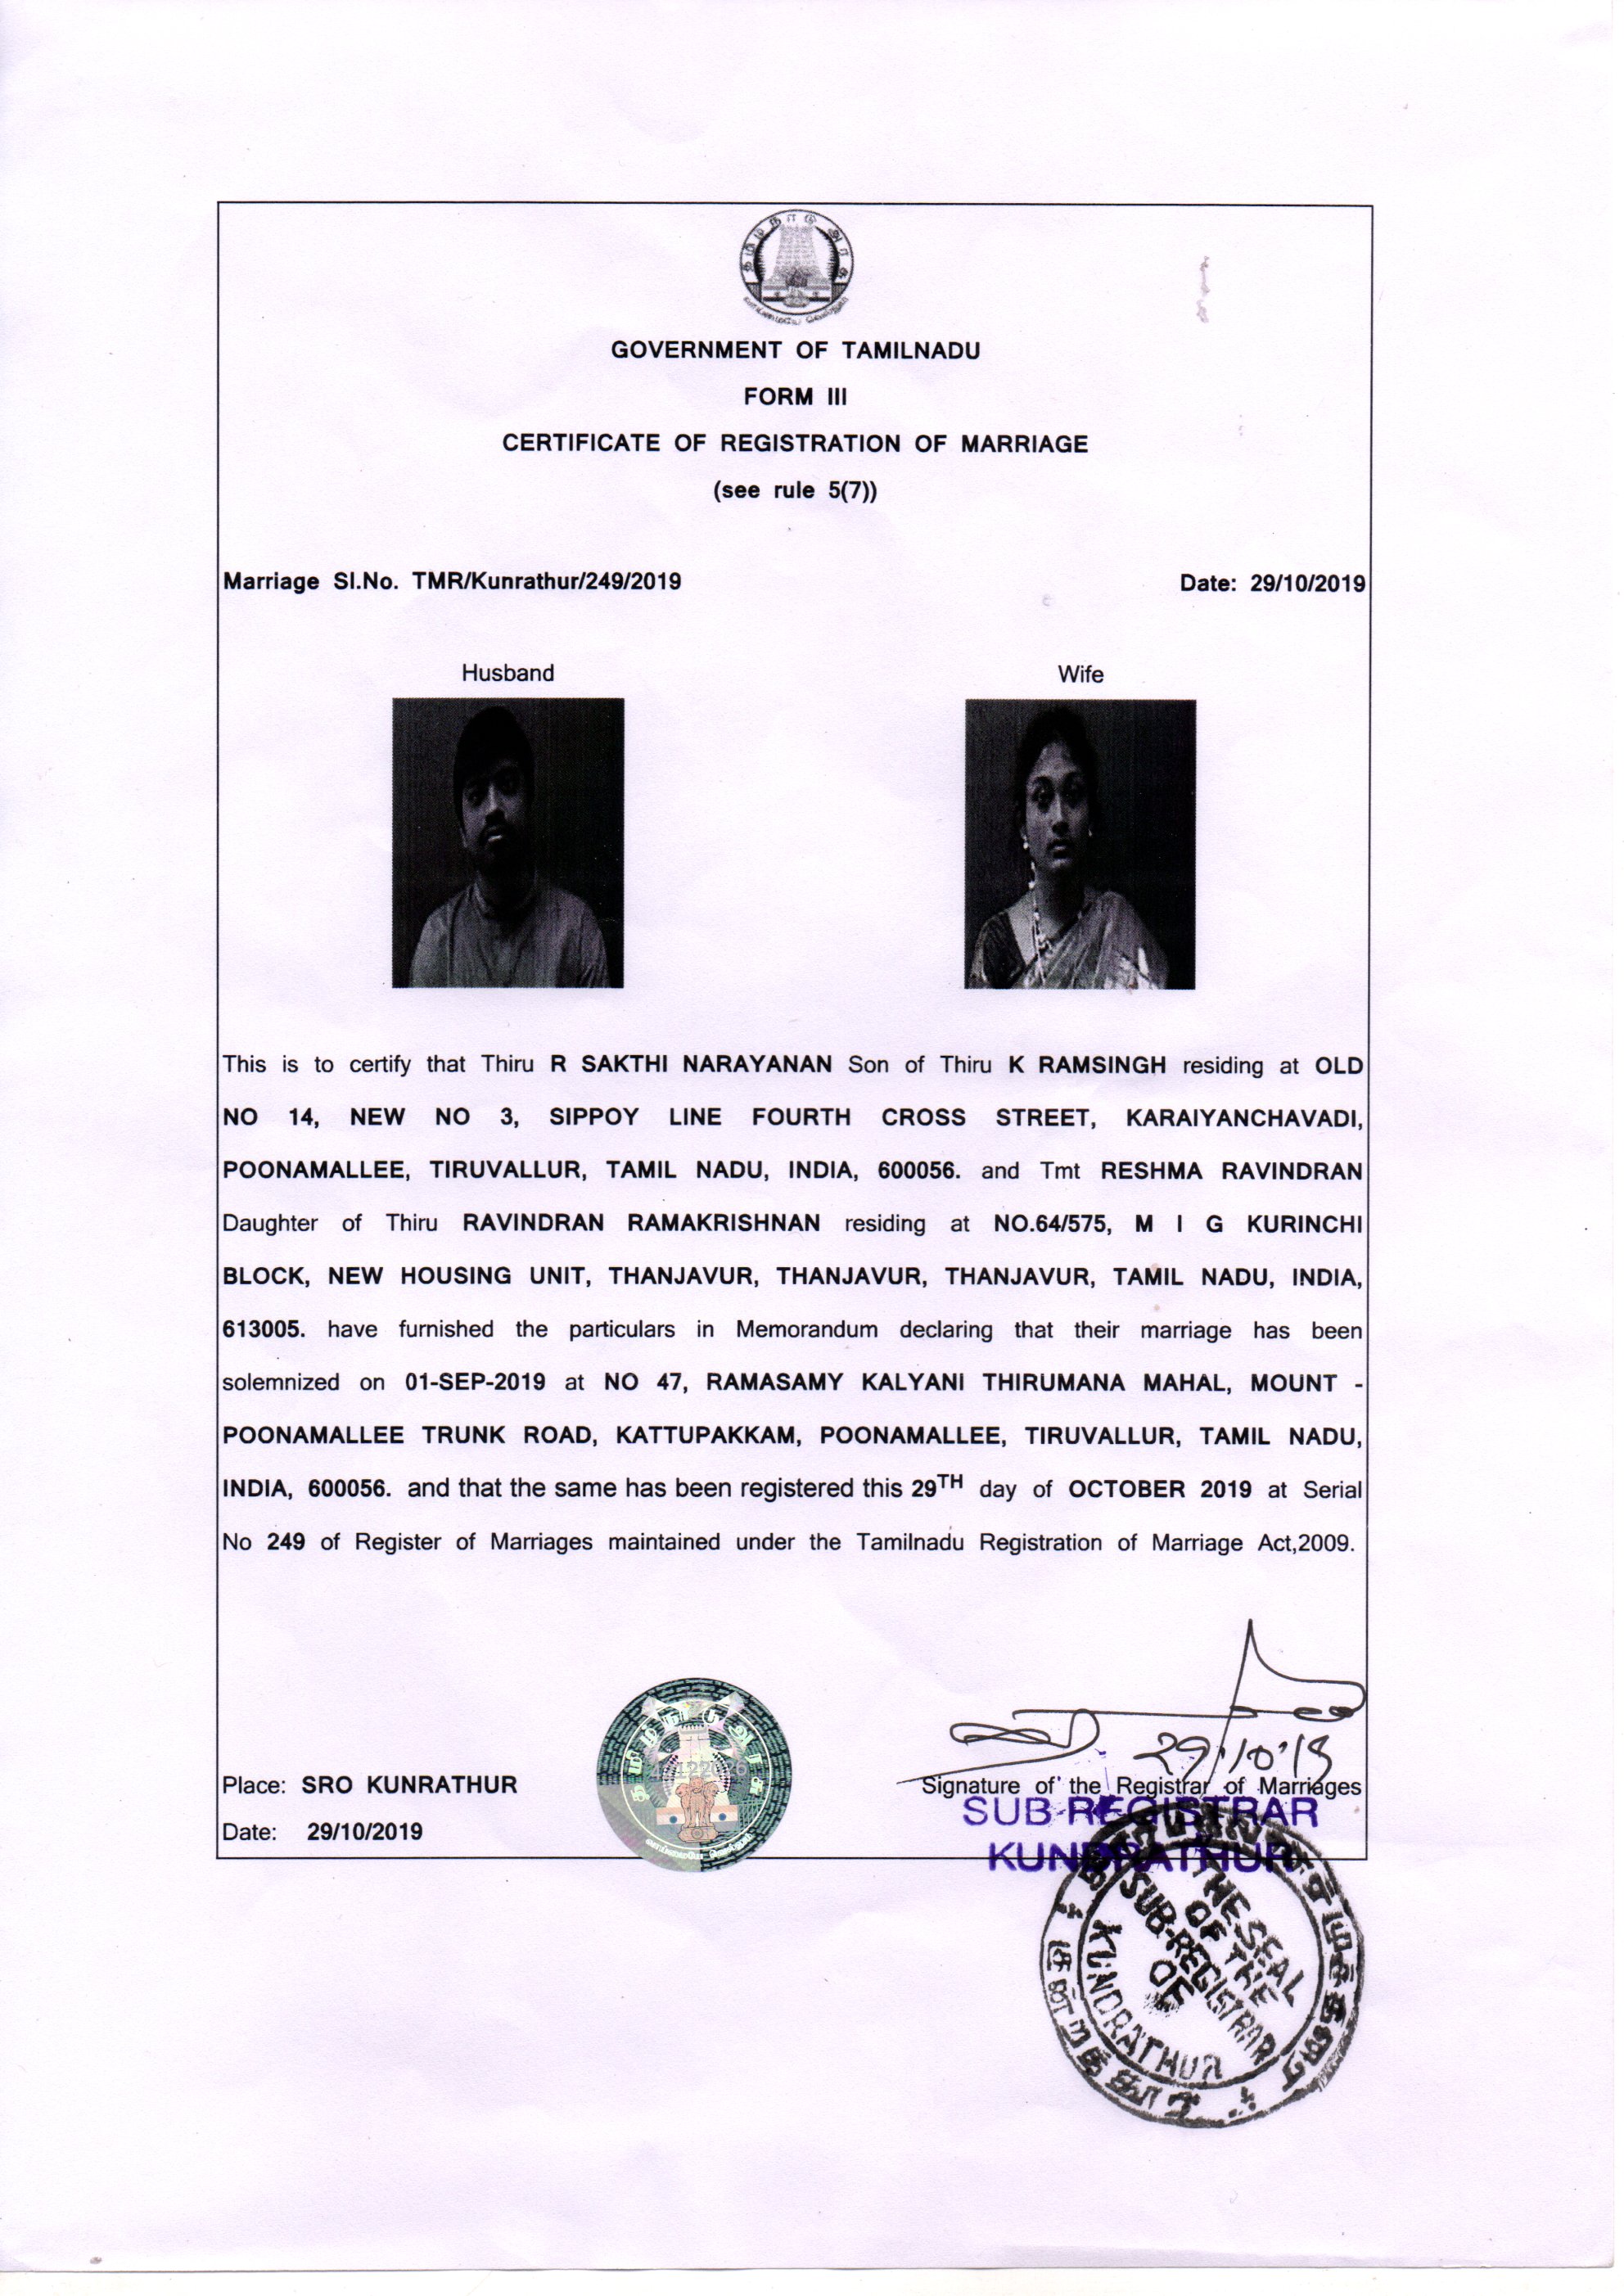 தமிழ்நாடு அரசு
வாய்மையே வெல்லும்
GOVERNMENT OF TAMILNADU
FORM III
CERTIFICATE OF REGISTRATION OF MARRIAGE
(see rule 5(7))
Marriage Sl.No. TMR/Kunrathur/249/2019 Date: 29/10/2019
Husband Wife
This is to certify that Thiru R SAKTHI NARAYANAN Son of Thiru K RAMSINGH residing at OLD
NO 14, NEW NO 3, SIPPOY LINE FOURTH CROSS STREET, KARAIYANCHAVADI,
POONAMALLEE, TIRUVALLUR, TAMIL NADU, INDIA, 600056. and Tmt RESHMA RAVINDRAN
Daughter of Thiru RAVINDRAN RAMAKRISHNAN residing at NO.64/575, M I G KURINCHI
BLOCK, NEW HOUSING UNIT, THANJAVUR, THANJAVUR, THANJAVUR, TAMIL NADU, INDIA,
613005. have furnished the particulars in Memorandum declaring that their marriage has been
solemnized on 01-SEP-2019 at NO 47, RAMASAMY KALYANI THIRUMANA MAHAL, MOUNT -
POONAMALLEE TRUNK ROAD, KATTUPAKKAM, POONAMALLEE, TIRUVALLUR, TAMIL NADU,
INDIA, 600056. and that the same has been registered this 29TH day of OCTOBER 2019 at Serial
No 249 of Register of Marriages maintained under the Tamilnadu Registration of Marriage Act,2009.
தமிழ்நாடு அரசு
29/10/19
Place: SRO KUNRATHUR Signature of the Registrar of Marriages
SUB-REGISTRAR
Date: 29/10/2019
KUNDRATHUR
THE SEAL
OF THE
SUB-REGISTRAR
OF
KUNDRATHUR